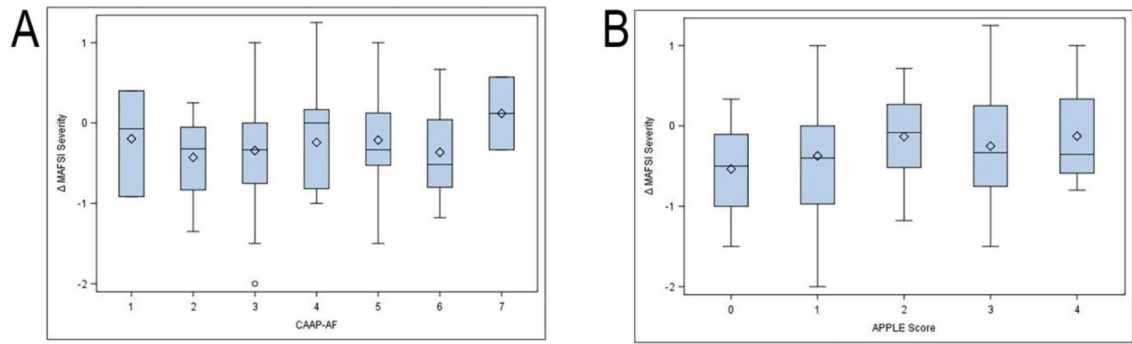 A
Δ MAFSI Severity
1
0
-1
-2
1 2 3 4 5 6 7
CAAP-AF
B
Δ MAFSI Severity
1
0
-1
-2
0 1 2 3 4
APPLE Score